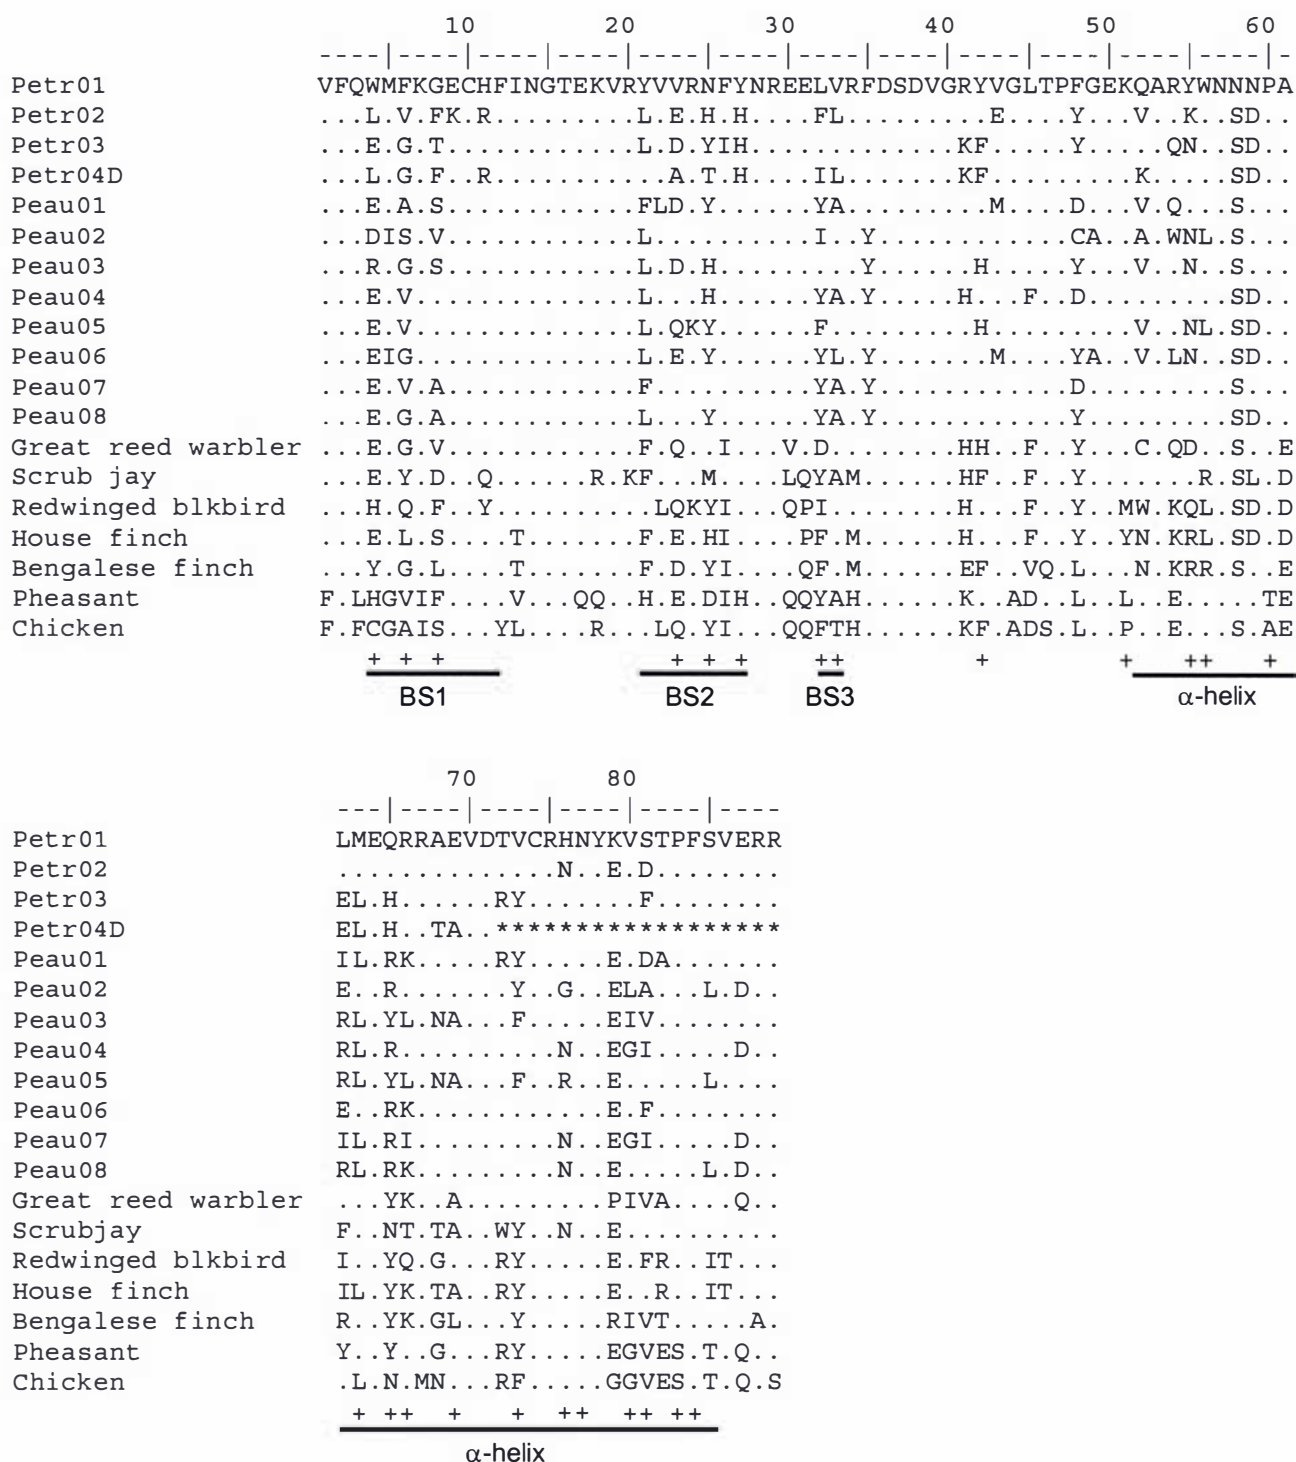 10 20 30 40 50 60
----|----|----|----|----|----|----|----|----|----|----|----|-
Petr01 VFQWMFKGECHFINGTEKVRYVVRNFYNREELVRFDSDVGRYVGLTPFGEKQARYWNNNPA
Petr02 ...L.V.FK.R.........L.E.H.H....FL.........E....Y...V..K..SD..
Petr03 ...E.G.T............L.D.YIH.............KF.....Y.....QN..SD..
Petr04D ...L.G.F..R...........A.T.H....IL.......KF.........K.....SD..
Peau01 ...E.A.S............FLD.Y......YA.........M....D...V.Q...S...
Peau02 ...DIS.V............L..........I..Y............CA..A.WNL.S...
Peau03 ...R.G.S............L.D.H.........Y......H.....Y...V..N..S...
Peau04 ...E.V..............L...H......YA.Y.....H...F..D.........SD..
Peau05 ...E.V..............L.QKY......F.........H.........V..NL.SD..
Peau06 ...EIG..............L.E.Y......YL.Y.......M....YA..V.LN..SD..
Peau07 ...E.V.A............F..........YA.Y............D.........S...
Peau08 ...E.G.A............L...Y......YA.Y............Y.........SD..
Great reed warbler ...E.G.V............F.Q..I...V.D........HH..F..Y...C.QD..S..E
Scrub jay ...E.Y.D..Q......R.KF...M....LQYAM......HF..F..Y.......R.SL.D
Redwinged blkbird ...H.Q.F..Y..........LQKYI...QPI........H...F..Y..MW.KQL.SD.D
House finch ...E.L.S....T.......F.E.HI....PF.M......H...F..Y..YN.KRL.SD.D
Bengalese finch ...Y.G.L....T.......F.D.YI....QF.M......EF..VQ.L...N.KRR.S..E
Pheasant F.LHGVIF....V...QQ..H.E.DIH..QQYAH......K..AD..L..L..E.....TE
Chicken F.FCGAIS...YL....R...LQ.YI...QQFTH......KF.ADS.L..P..E...S.AE
+ + + + + + ++ + + ++ +
BS1 BS2 BS3 α-helix
70 80
---|----|----|----|----|----
Petr01 LMEQRRAEVDTVCRHNYKVSTPFSVERR
Petr02 ..............N..E.D........
Petr03 EL.H......RY.......F........
Petr04D EL.H..TA..******************
Peau01 IL.RK.....RY.....E.DA.......
Peau02 E..R.......Y..G..ELA...L.D..
Peau03 RL.YL.NA...F.....EIV........
Peau04 RL.R..........N..EGI.....D..
Peau05 RL.YL.NA...F..R..E.....L....
Peau06 E..RK............E.F........
Peau07 IL.RI.........N..EGI.....D..
Peau08 RL.RK.........N..E.....L.D..
Great reed warbler ...YK..A.........PIVA....Q..
Scrubjay F..NT.TA..WY..N..E..........
Redwinged blkbird I..YQ.G...RY.....E.FR..IT...
House finch IL.YK.TA..RY.....E..R..IT...
Bengalese finch R..YK.GL...Y.....RIVT.....A.
Pheasant Y..Y..G...RY.....EGVES.T.Q..
Chicken .L.N.MN...RF.....GGVES.T.Q.S
+ ++ + + ++ ++ ++
α-helix